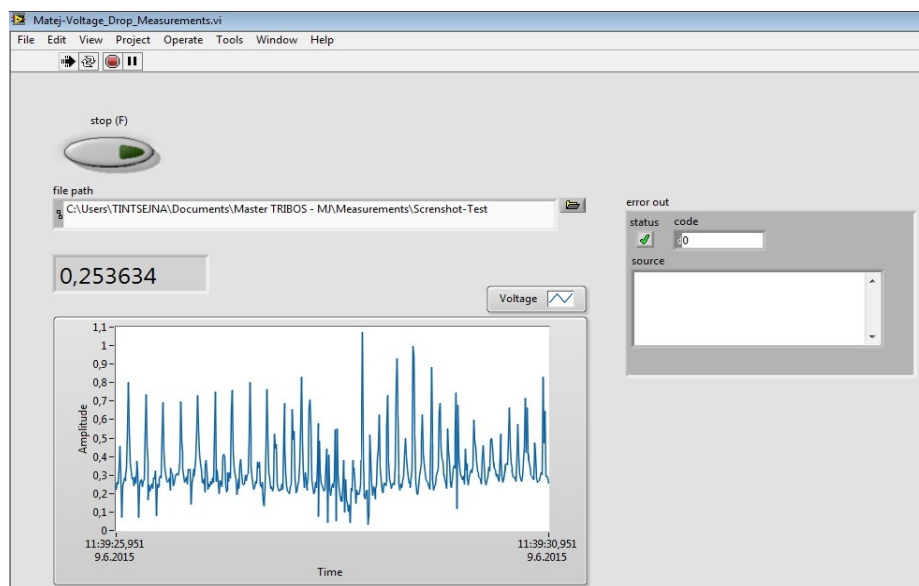 Matej-Voltage_Drop_Measurements.vi
File Edit View Project Operate Tools Window Help
stop (F)
file path
C:\Users\TINTSEJNA\Documents\Master TRIBOS - MJ\Measurements\Screnshot-Test
error out
status code
0
source
0,253634
Voltage
1,1
1
0,9
0,8
0,7
0,6
0,5
0,4
0,3
0,2
0,1
0
Amplitude
11:39:25,951 11:39:30,951
9.6.2015 9.6.2015
Time